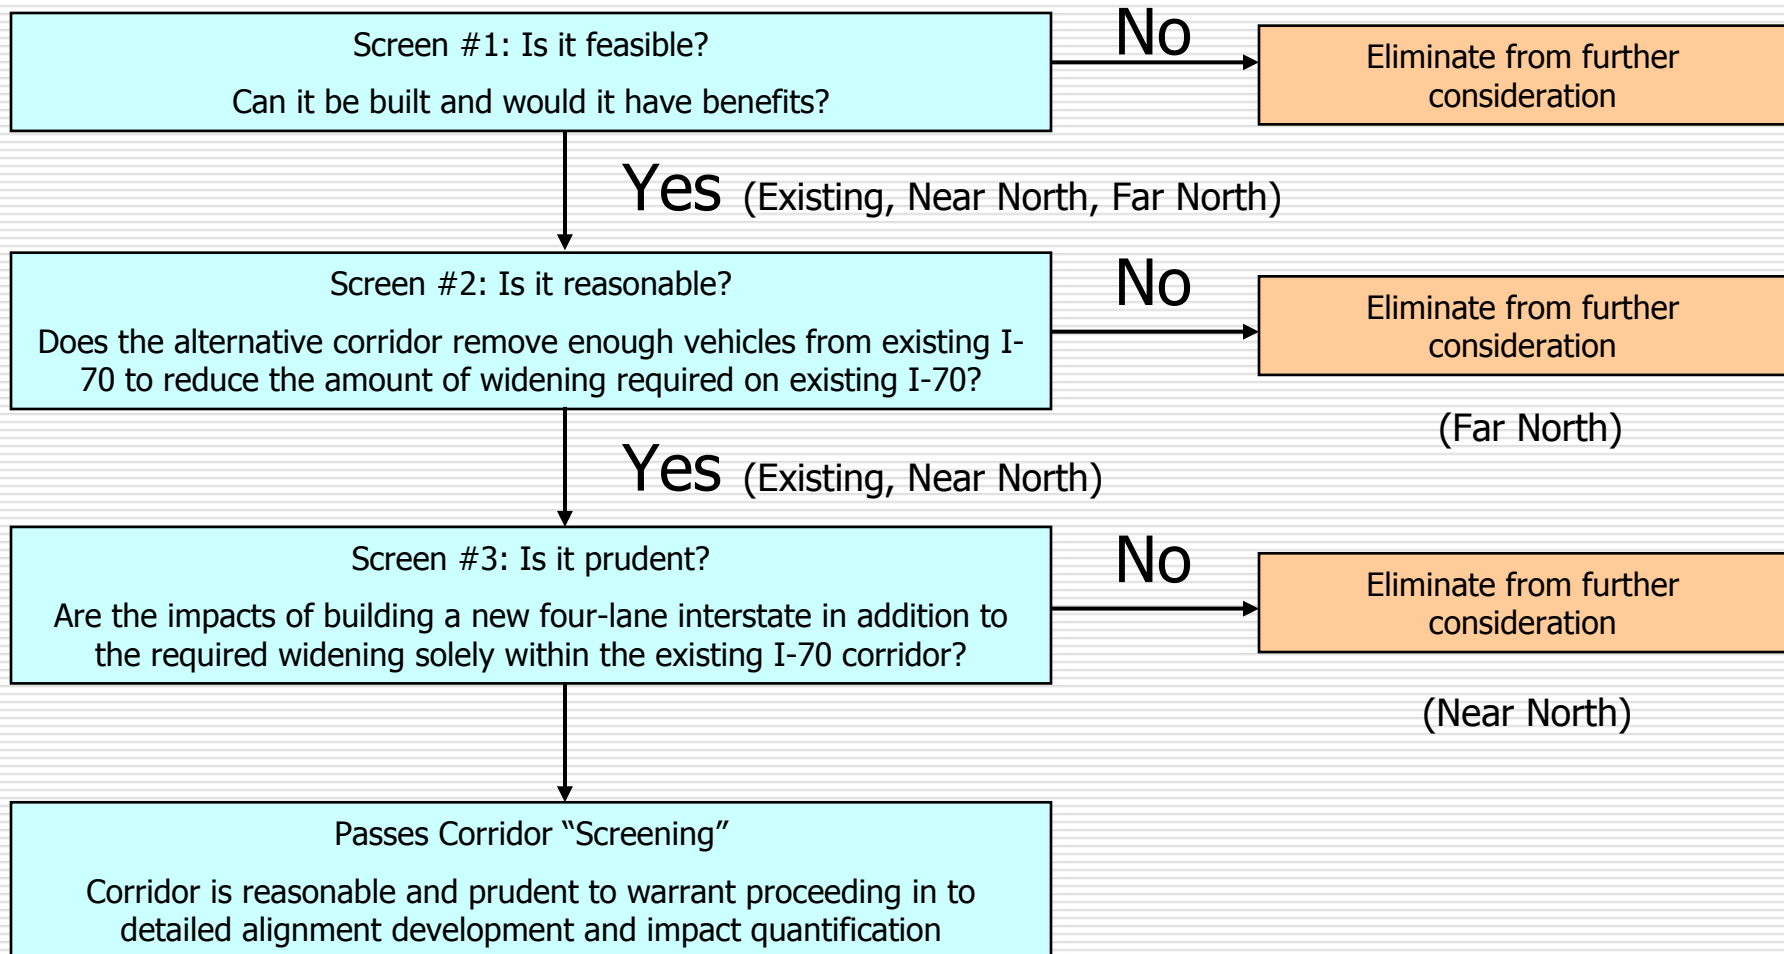 Screen #1: Is it feasible?
Can it be built and would it have benefits?
No
Eliminate from further
consideration
Yes (Existing, Near North, Far North)
Screen #2: Is it reasonable?
Does the alternative corridor remove enough vehicles from existing I-
70 to reduce the amount of widening required on existing I-70?
No
Eliminate from further
consideration
(Far North)
Yes (Existing, Near North)
Screen #3: Is it prudent?
Are the impacts of building a new four-lane interstate in addition to
the required widening solely within the existing I-70 corridor?
No
Eliminate from further
consideration
(Near North)
Passes Corridor “Screening”
Corridor is reasonable and prudent to warrant proceeding in to
detailed alignment development and impact quantification